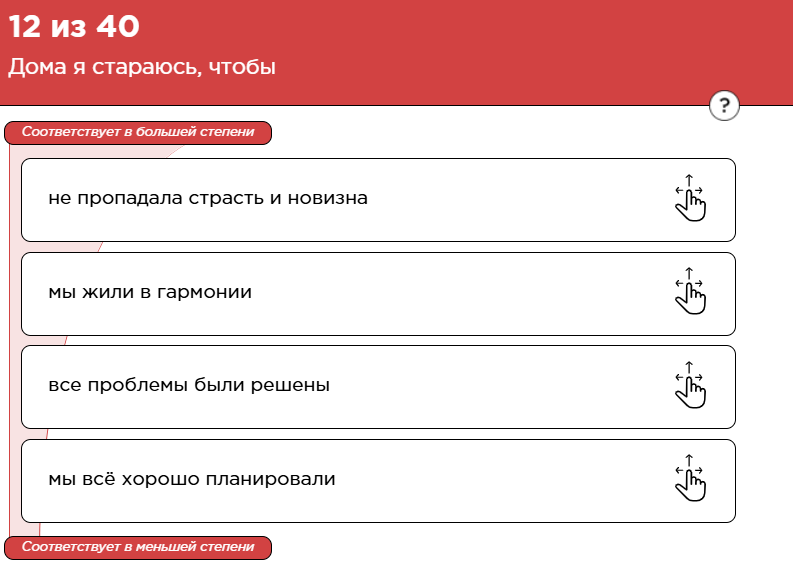 12 из 40
Дома я стараюсь, чтобы
?
Соответствует в большей степени
не пропадала страсть и новизна
мы жили в гармонии
все проблемы были решены
мы всё хорошо планировали
Соответствует в меньшей степени